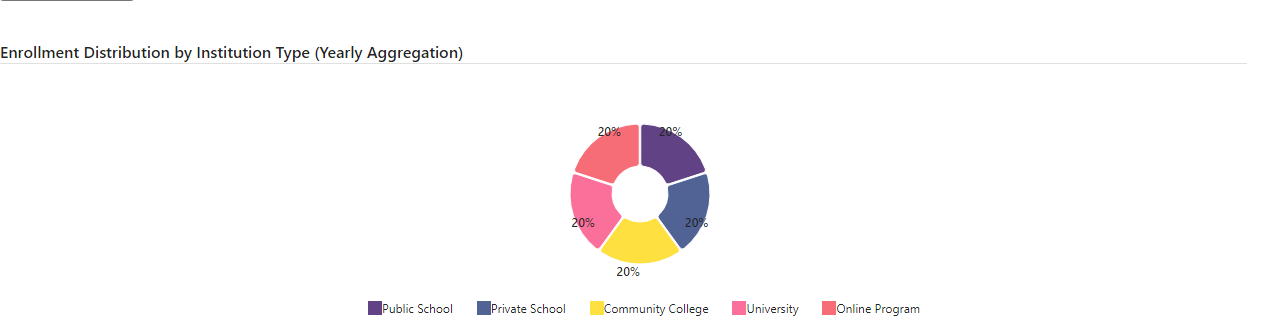 Enrollment Distribution by Institution Type (Yearly Aggregation)
20% 20%
20% 20%
20%
Public School Private School Community College University Online Program